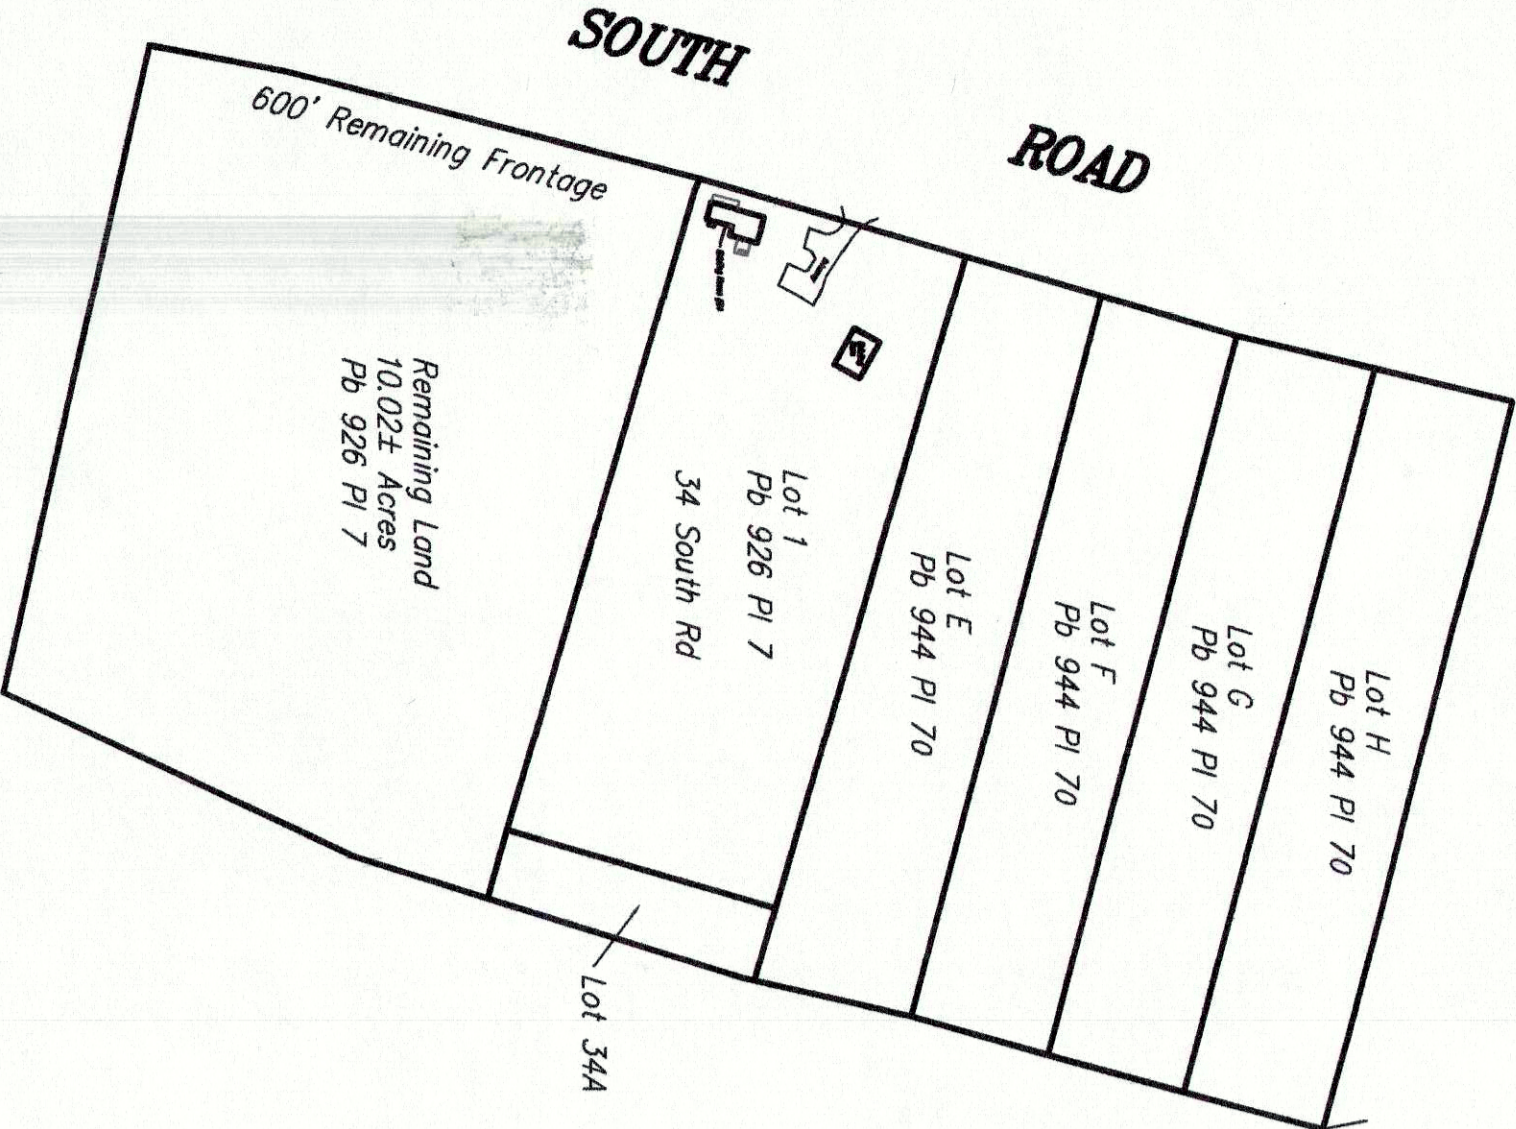 SOUTH ROAD
600' Remaining Frontage
Remaining Land
10.02± Acres
Pb 926 Pl 7
Lot 1
Pb 926 Pl 7
34 South Rd
Lot E
Pb 944 Pl 70
Lot F
Pb 944 Pl 70
Lot G
Pb 944 Pl 70
Lot H
Pb 944 Pl 70
Lot 34A